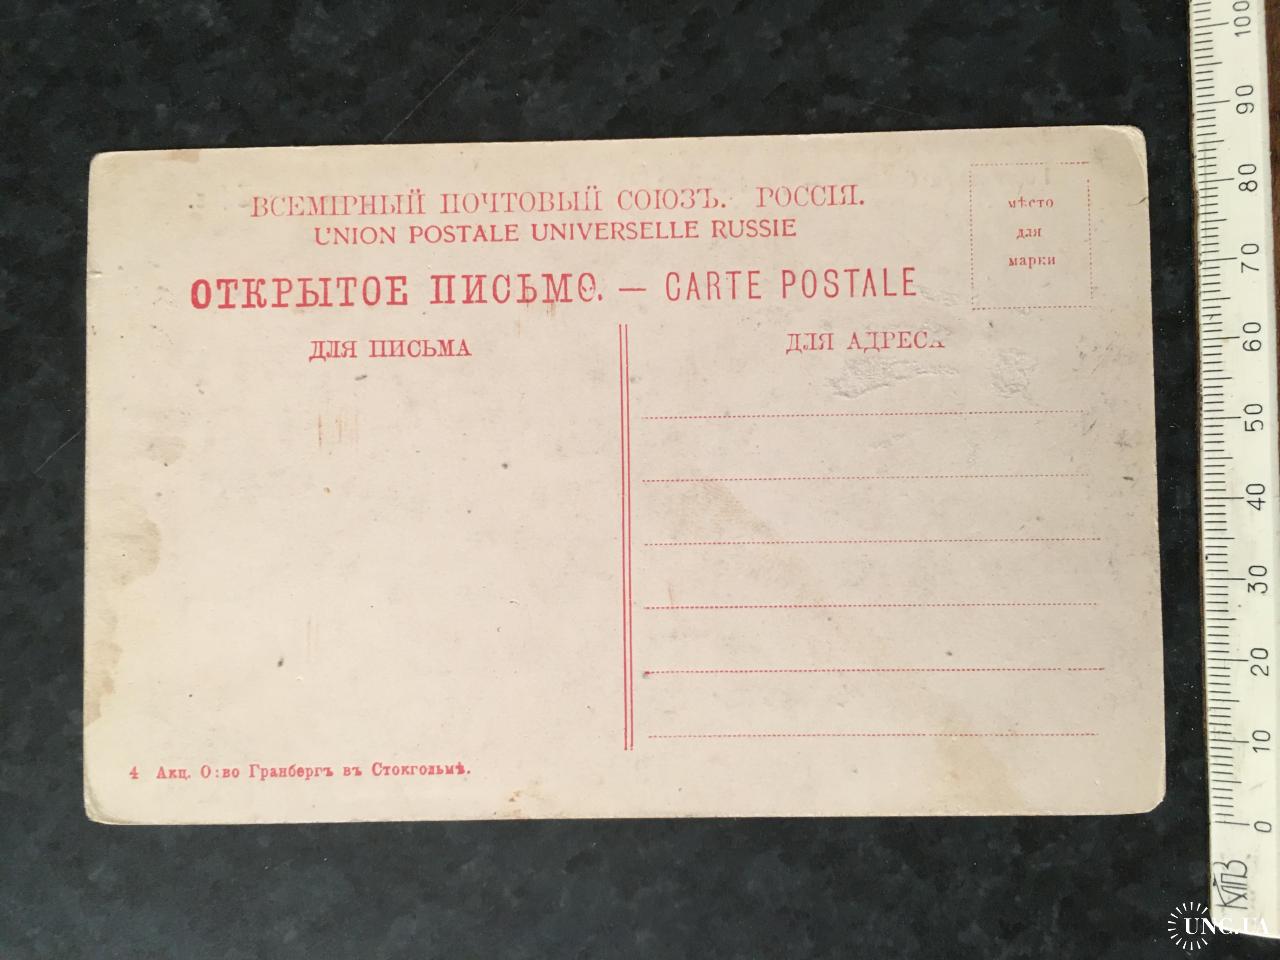 ВСЕМІРНЫЙ ПОЧТОВЫЙ СОЮЗЪ. РОССІЯ.
UNION POSTALE UNIVERSELLE RUSSIE
ОТКРЫТОЕ ПИСЬМО. — CARTE POSTALE
мѣсто
для
марки
ДЛЯ ПИСЬМА
ДЛЯ АДРЕСА
4 Акц. О:во Гранбергъ въ Стокгольмѣ.
100
90
80
70
60
50
40
30
20
10
0
КПВ
UNC.UA